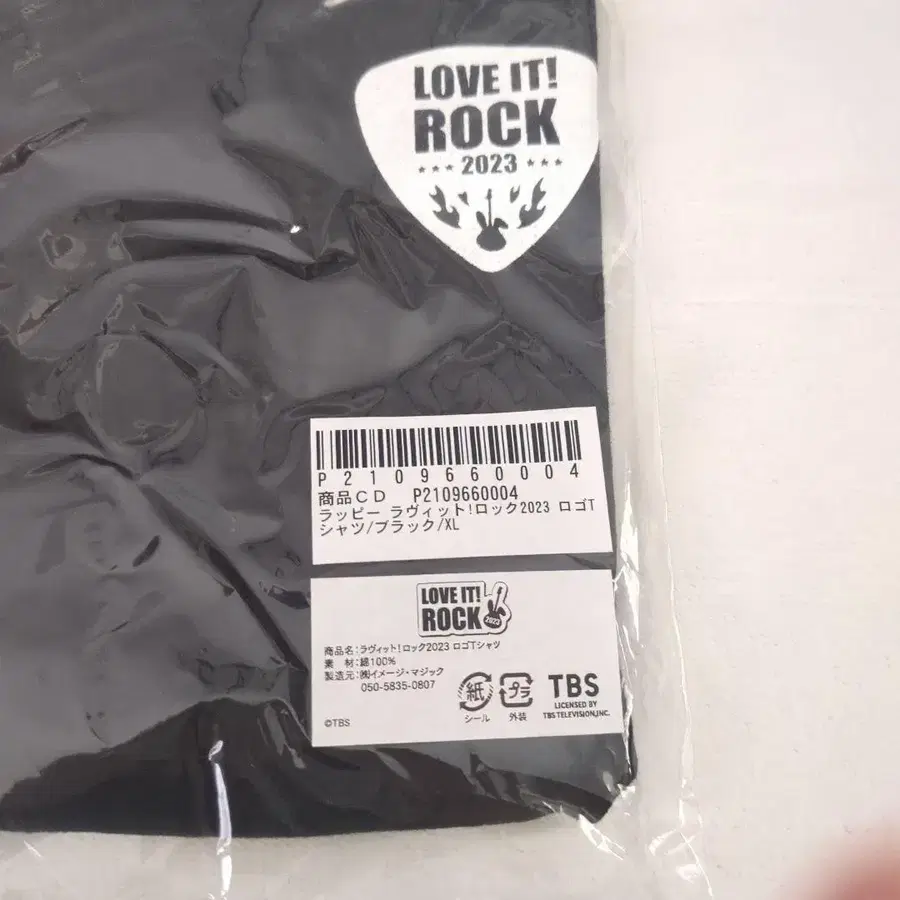 LOVE IT!
ROCK
★★★ 2023 ★★★
P2109660004
商品CD P2109660004
ラッピー ラヴィット!ロック2023 ロゴT
シャツ/ブラック/XL
LOVE IT!
ROCK
2023
商品名:ラヴィット!ロック2023 ロゴTシャツ
素 材:綿100%
製造元:㈱イメージ・マジック
050-5835-0807
紙
シール
プラ
外装
TBS
LICENSED BY
TBS TELEVISION,INC.
©TBS